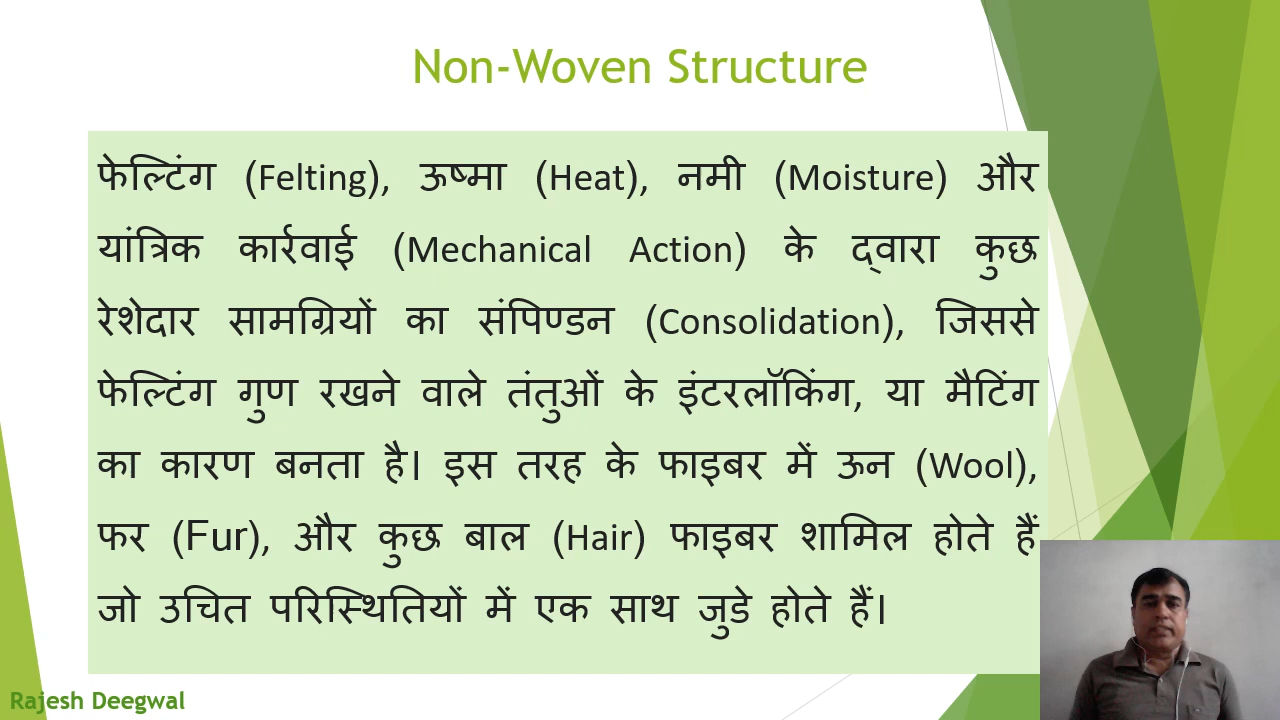 Non-Woven Structure
फेल्टिंग (Felting), ऊष्मा (Heat), नमी (Moisture) और
यांत्रिक कार्रवाई (Mechanical Action) के द्वारा कुछ
रेशेदार सामग्रियों का संपिण्डन (Consolidation), जिससे
फेल्टिंग गुण रखने वाले तंतुओं के इंटरलॉकिंग, या मैटिंग
का कारण बनता है। इस तरह के फाइबर में ऊन (Wool),
फर (Fur), और कुछ बाल (Hair) फाइबर शामिल होते हैं
जो उचित परिस्थितियों में एक साथ जुडे होते हैं।
Rajesh Deegwal